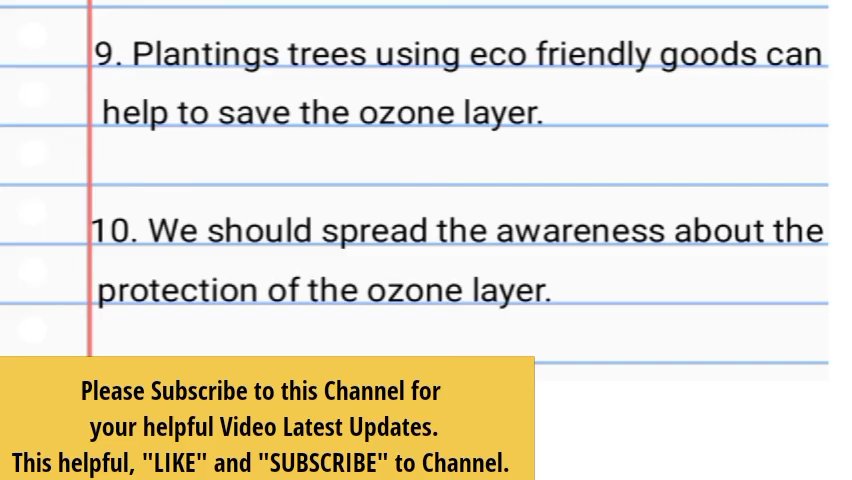 9. Plantings trees using eco friendly goods can
help to save the ozone layer.
10. We should spread the awareness about the
protection of the ozone layer.
Please Subscribe to this Channel for
your helpful Video Latest Updates.
This helpful, "LIKE" and "SUBSCRIBE" to Channel.